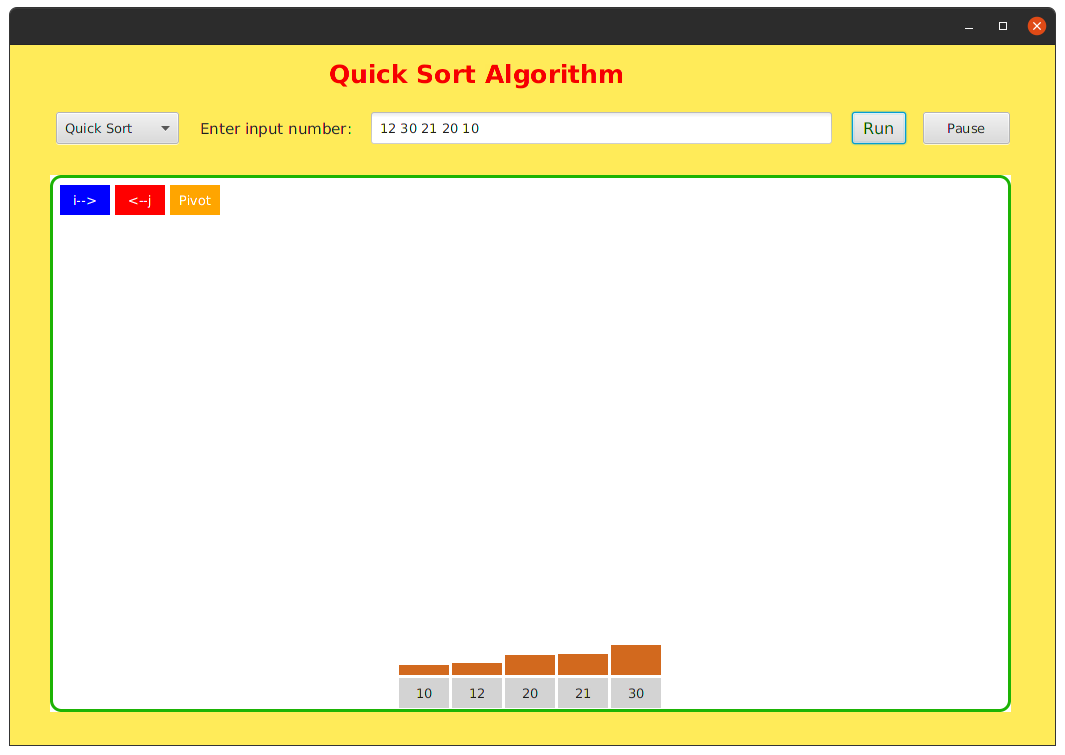 Quick Sort Algorithm
Quick Sort Enter input number: 12 30 21 20 10 Run Pause
i--> <--j Pivot
10 12 20 21 30